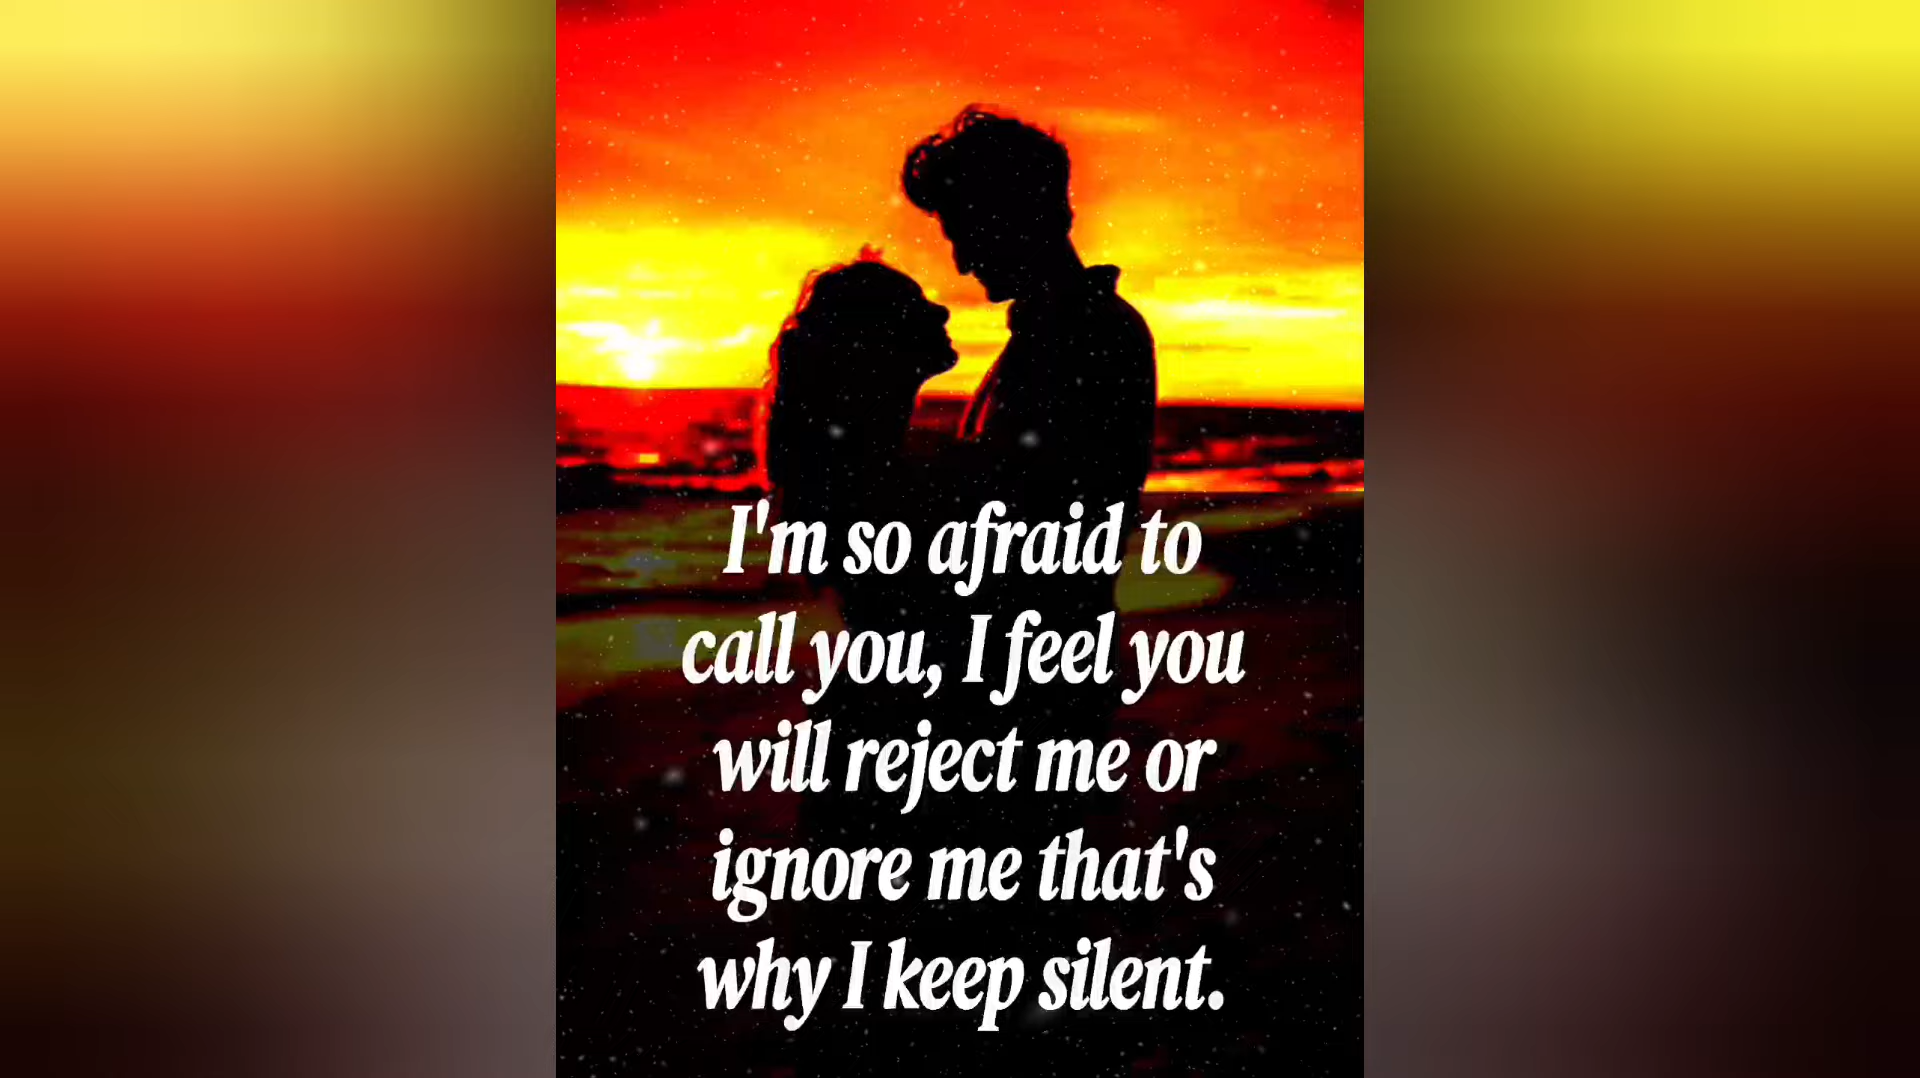 I'm so afraid to
call you, I feel you
will reject me or
ignore me that's
why I keep silent.